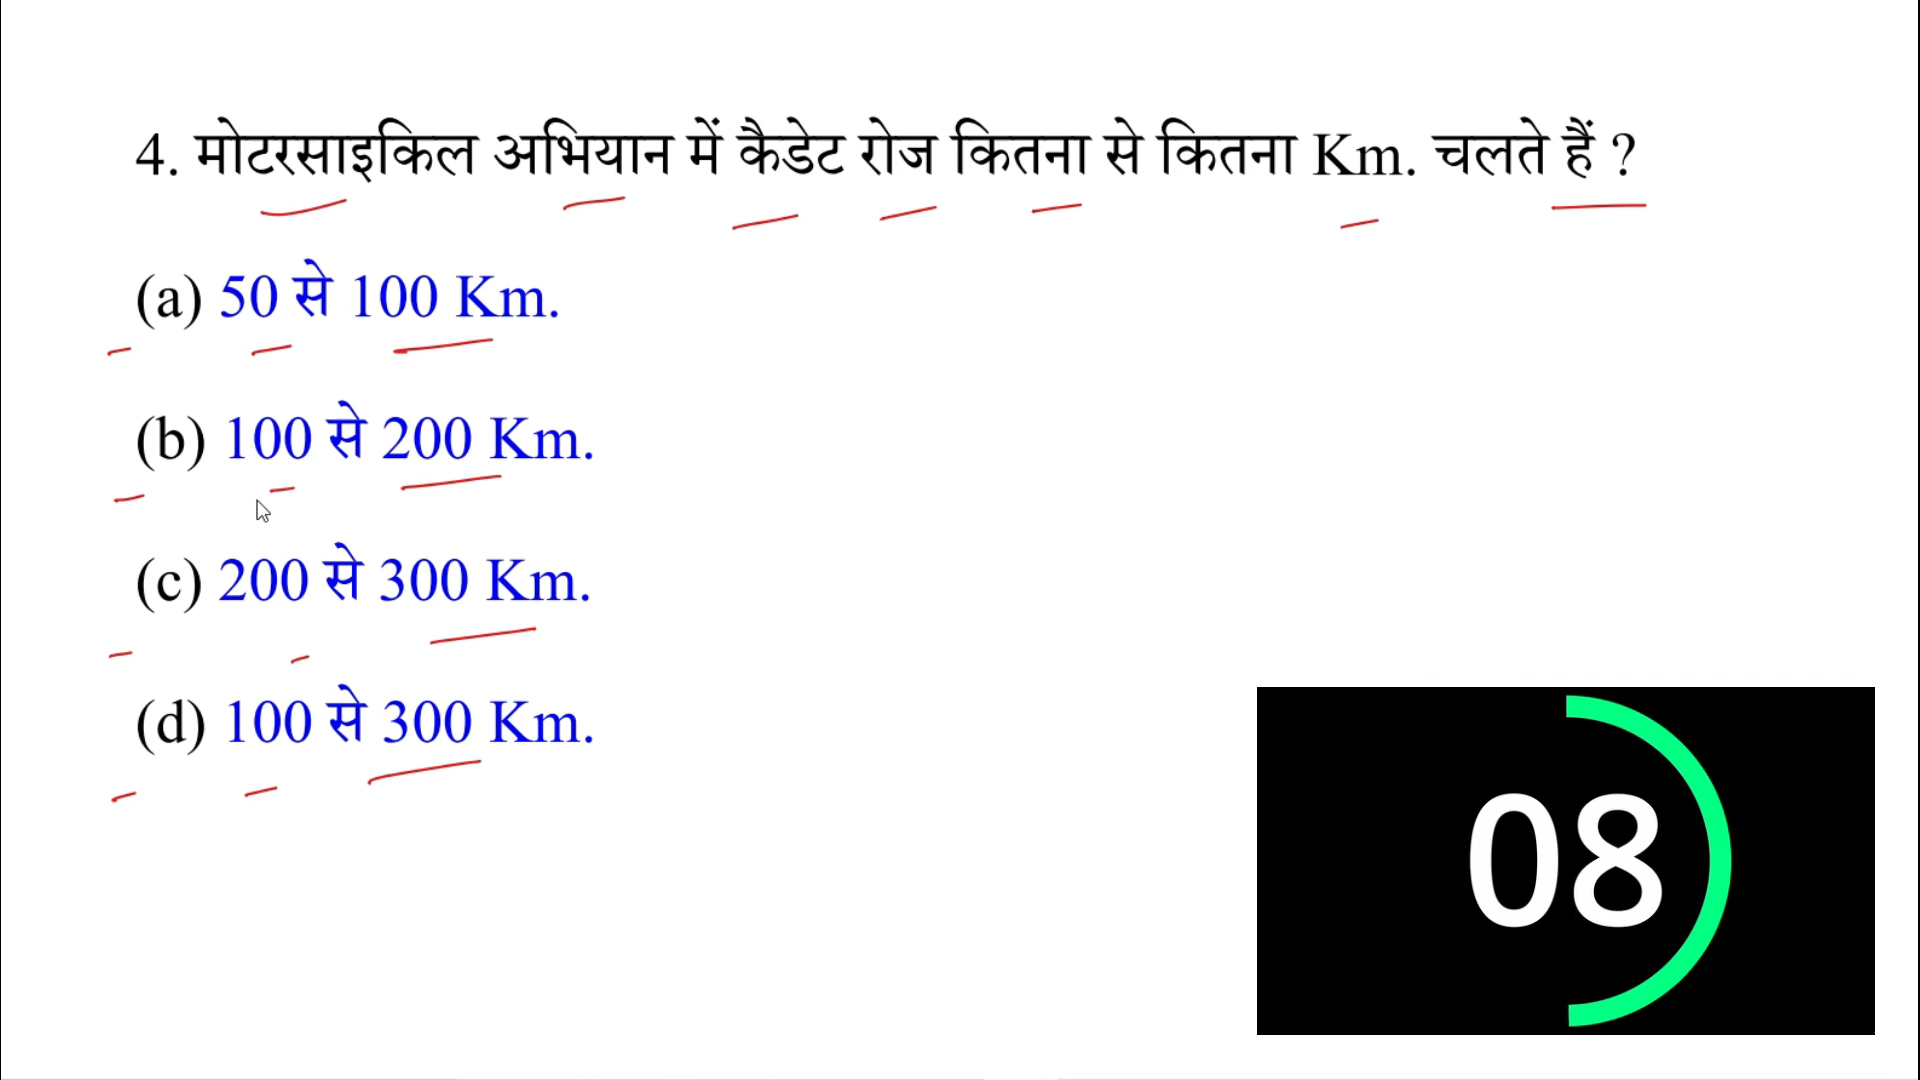 4. मोटरसाइकिल अभियान में कैडेट रोज कितना से कितना Km. चलते हैं ?
(a) 50 से 100 Km.
(b) 100 से 200 Km.
(c) 200 से 300 Km.
(d) 100 से 300 Km.
08